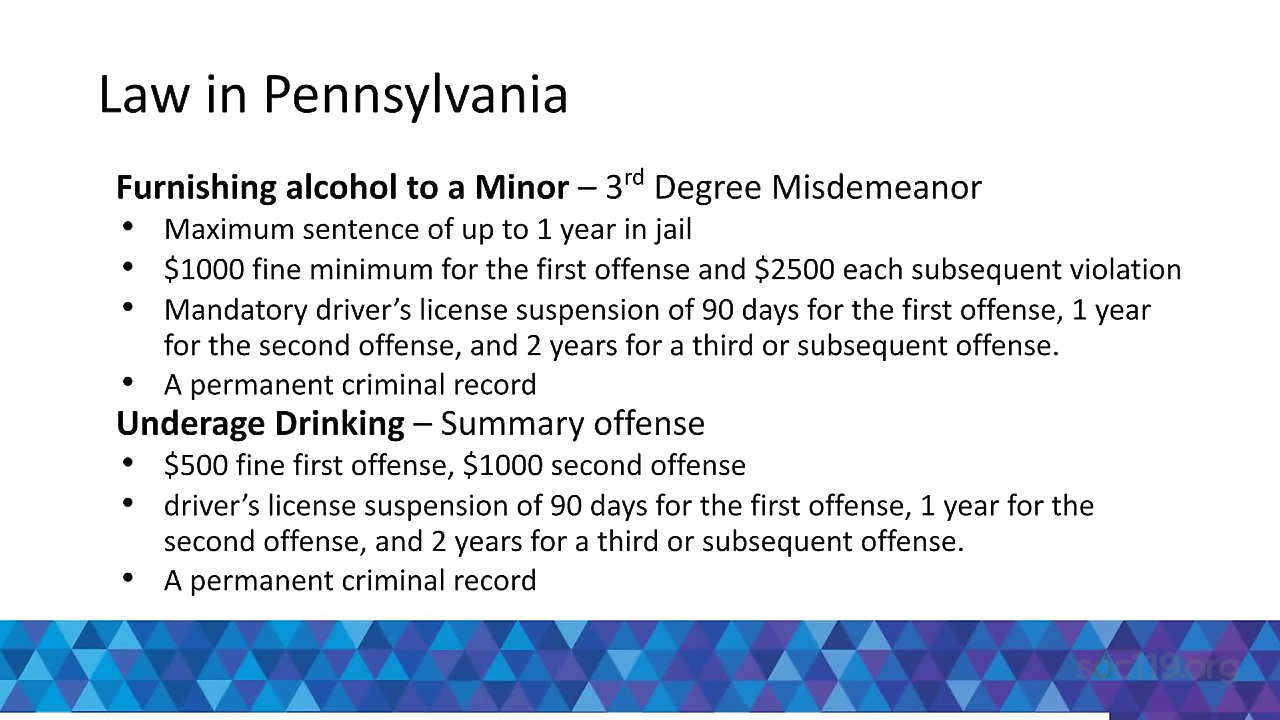 Law in Pennsylvania
Furnishing alcohol to a Minor – 3rd Degree Misdemeanor
• Maximum sentence of up to 1 year in jail
• $1000 fine minimum for the first offense and $2500 each subsequent violation
• Mandatory driver’s license suspension of 90 days for the first offense, 1 year
for the second offense, and 2 years for a third or subsequent offense.
• A permanent criminal record
Underage Drinking – Summary offense
• $500 fine first offense, $1000 second offense
• driver’s license suspension of 90 days for the first offense, 1 year for the
second offense, and 2 years for a third or subsequent offense.
• A permanent criminal record
soc119.org